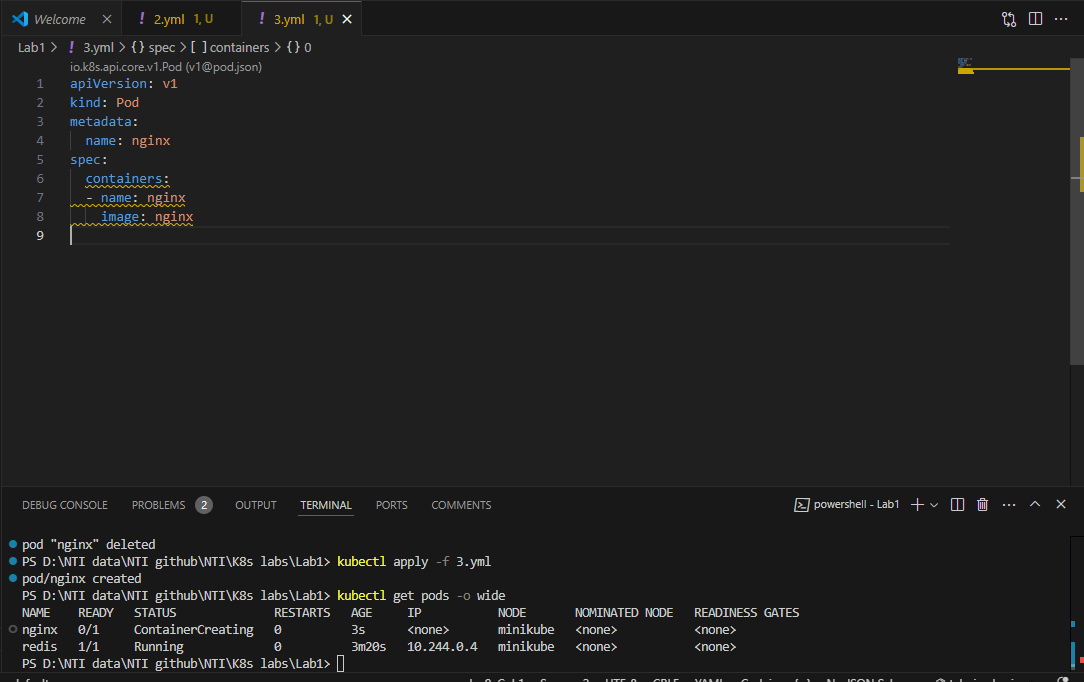 Welcome
! 2.yml 1, U
! 3.yml 1, U
Lab1 > ! 3.yml > {} spec > [ ] containers > {} 0
io.k8s.api.core.v1.Pod (v1@pod.json)
1 apiVersion: v1
2 kind: Pod
3 metadata:
4 name: nginx
5 spec:
6 containers:
7 - name: nginx
8 image: nginx
9
DEBUG CONSOLE PROBLEMS 2 OUTPUT TERMINAL PORTS COMMENTS powershell - Lab1
pod "nginx" deleted
PS D:\NTI data\NTI github\NTI\K8s labs\Lab1> kubectl apply -f 3.yml
pod/nginx created
PS D:\NTI data\NTI github\NTI\K8s labs\Lab1> kubectl get pods -o wide
NAME READY STATUS RESTARTS AGE IP NODE NOMINATED NODE READINESS GATES
nginx 0/1 ContainerCreating 0 3s <none> minikube <none> <none>
redis 1/1 Running 0 3m20s 10.244.0.4 minikube <none> <none>
PS D:\NTI data\NTI github\NTI\K8s labs\Lab1>